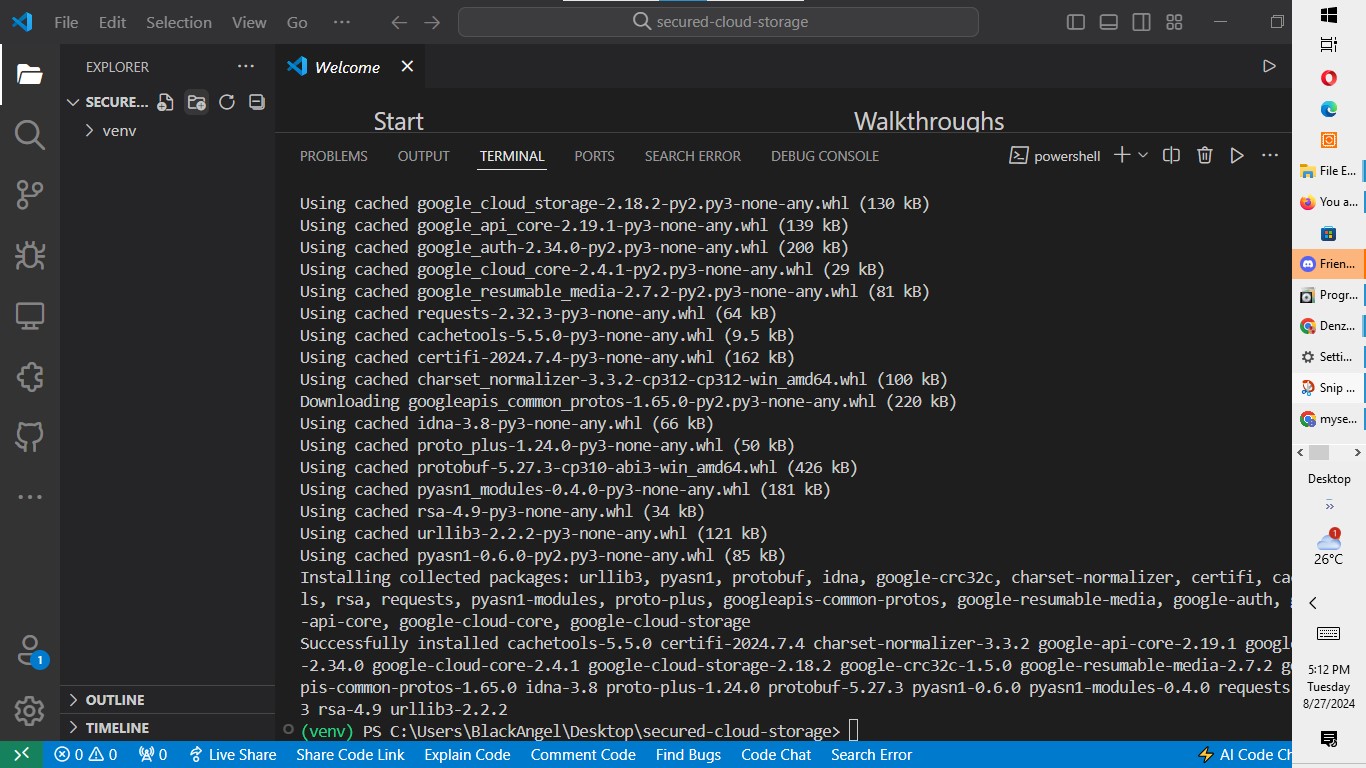 File Edit Selection View Go ··· secured-cloud-storage
EXPLORER ···
SECURE...
venv
OUTLINE
TIMELINE
Welcome
Start Walkthroughs
PROBLEMS OUTPUT TERMINAL PORTS SEARCH ERROR DEBUG CONSOLE powershell
Using cached google_cloud_storage-2.18.2-py2.py3-none-any.whl (130 kB)
Using cached google_api_core-2.19.1-py3-none-any.whl (139 kB)
Using cached google_auth-2.34.0-py2.py3-none-any.whl (200 kB)
Using cached google_cloud_core-2.4.1-py2.py3-none-any.whl (29 kB)
Using cached google_resumable_media-2.7.2-py2.py3-none-any.whl (81 kB)
Using cached requests-2.32.3-py3-none-any.whl (64 kB)
Using cached cachetools-5.5.0-py3-none-any.whl (9.5 kB)
Using cached certifi-2024.7.4-py3-none-any.whl (162 kB)
Using cached charset_normalizer-3.3.2-cp312-cp312-win_amd64.whl (100 kB)
Downloading googleapis_common_protos-1.65.0-py2.py3-none-any.whl (220 kB)
Using cached idna-3.8-py3-none-any.whl (66 kB)
Using cached proto_plus-1.24.0-py3-none-any.whl (50 kB)
Using cached protobuf-5.27.3-cp310-abi3-win_amd64.whl (426 kB)
Using cached pyasn1_modules-0.4.0-py3-none-any.whl (181 kB)
Using cached rsa-4.9-py3-none-any.whl (34 kB)
Using cached urllib3-2.2.2-py3-none-any.whl (121 kB)
Using cached pyasn1-0.6.0-py2.py3-none-any.whl (85 kB)
Installing collected packages: urllib3, pyasn1, protobuf, idna, google-crc32c, charset-normalizer, certifi, ca
ls, rsa, requests, pyasn1-modules, proto-plus, googleapis-common-protos, google-resumable-media, google-auth,
-api-core, google-cloud-core, google-cloud-storage
Successfully installed cachetools-5.5.0 certifi-2024.7.4 charset-normalizer-3.3.2 google-api-core-2.19.1 googl
-2.34.0 google-cloud-core-2.4.1 google-cloud-storage-2.18.2 google-crc32c-1.5.0 google-resumable-media-2.7.2 g
pis-common-protos-1.65.0 idna-3.8 proto-plus-1.24.0 protobuf-5.27.3 pyasn1-0.6.0 pyasn1-modules-0.4.0 requests
3 rsa-4.9 urllib3-2.2.2
(venv) PS C:\Users\BlackAngel\Desktop\secured-cloud-storage>
1
0 0 0 Live Share Share Code Link Explain Code Comment Code Find Bugs Code Chat Search Error AI Code Ch
File E...
You a...
Frien...
Progr...
Denz...
Setti...
Snip ...
myse...
Desktop
1
26°C
5:12 PM
Tuesday
8/27/2024